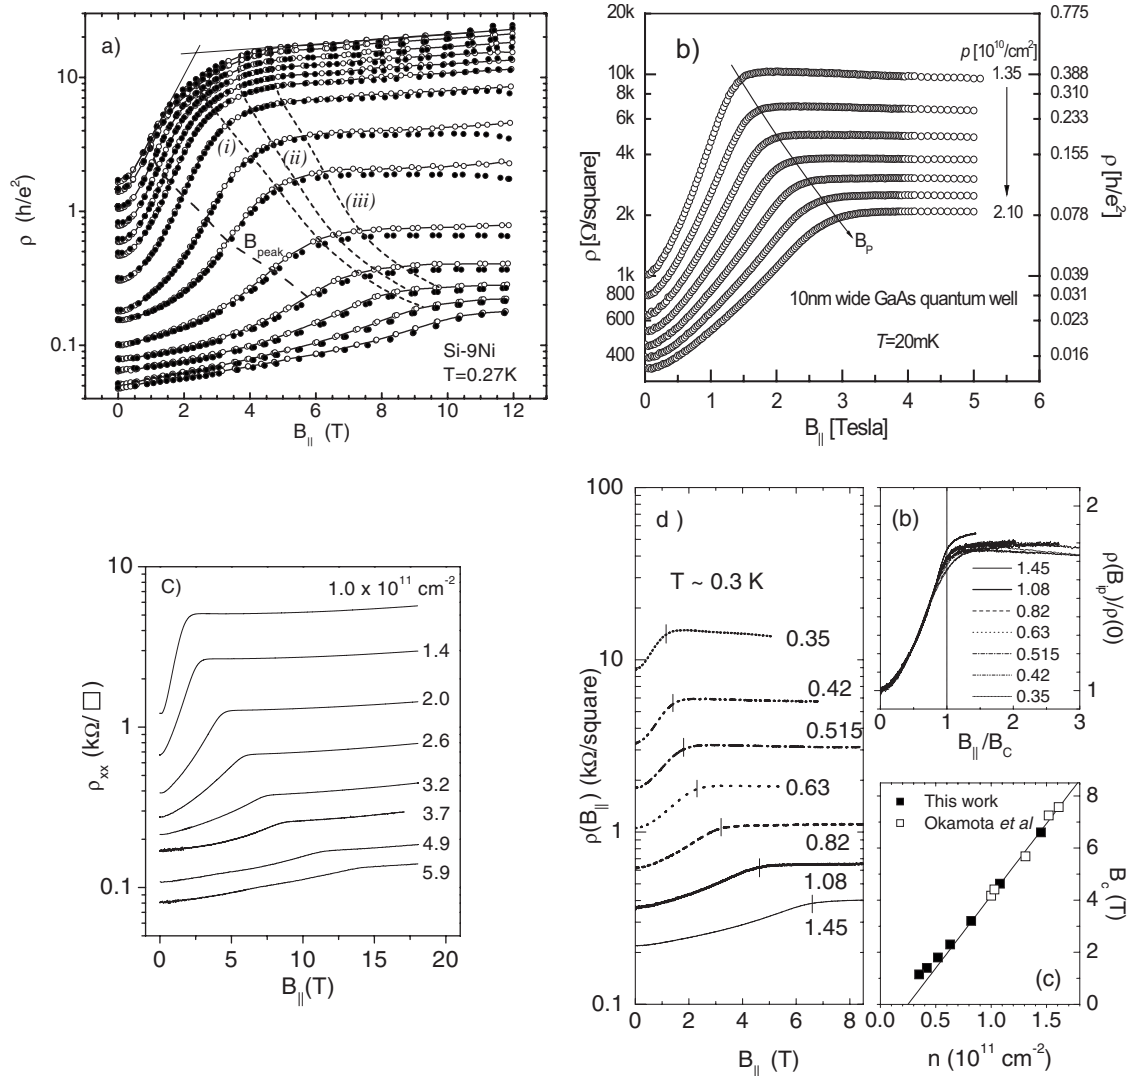 a)
10
1
0.1
ρ (h/e²)
(i)
(ii)
(iii)
B_peak
Si-9Ni
T=0.27K
0 2 4 6 8 10 12
B_|| (T)
b)
20k
10k
8k
6k
4k
2k
1k
800
600
400
ρ [Ω/square]
p [10¹⁰/cm²]
1.35
2.10
B_P
10nm wide GaAs quantum well
T=20mK
0.775
0.388
0.310
0.233
0.155
0.078
0.039
0.031
0.023
0.016
ρ [h/e²]
0 1 2 3 4 5 6
B_|| [Tesla]
C)
10
1
0.1
ρ_xx (kΩ/□)
1.0 x 10¹¹ cm⁻²
1.4
2.0
2.6
3.2
3.7
4.9
5.9
0 5 10 15 20
B_||(T)
d )
100
10
1
0.1
ρ(B_||) (kΩ/square)
T ~ 0.3 K
0.35
0.42
0.515
0.63
0.82
1.08
1.45
0 2 4 6 8
B_|| (T)
(b)
1.45
1.08
0.82
0.63
0.515
0.42
0.35
2
1
ρ(B_ip)/ρ(0)
0 1 2 3
B_||/B_C
This work
Okamota et al
8
6
4
2
0
B_c (T)
(c)
0.0 0.5 1.0 1.5
n (10¹¹ cm⁻²)